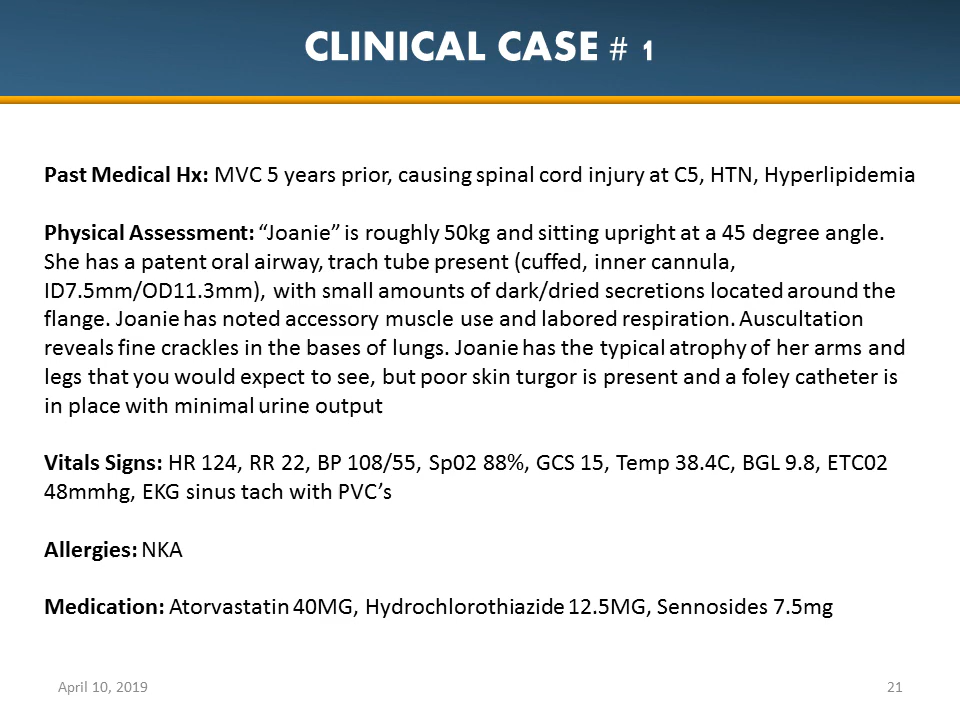 CLINICAL CASE # 1
Past Medical Hx: MVC 5 years prior, causing spinal cord injury at C5, HTN, Hyperlipidemia
Physical Assessment: “Joanie” is roughly 50kg and sitting upright at a 45 degree angle.
She has a patent oral airway, trach tube present (cuffed, inner cannula,
ID7.5mm/OD11.3mm), with small amounts of dark/dried secretions located around the
flange. Joanie has noted accessory muscle use and labored respiration. Auscultation
reveals fine crackles in the bases of lungs. Joanie has the typical atrophy of her arms and
legs that you would expect to see, but poor skin turgor is present and a foley catheter is
in place with minimal urine output
Vitals Signs: HR 124, RR 22, BP 108/55, Sp02 88%, GCS 15, Temp 38.4C, BGL 9.8, ETC02
48mmhg, EKG sinus tach with PVC’s
Allergies: NKA
Medication: Atorvastatin 40MG, Hydrochlorothiazide 12.5MG, Sennosides 7.5mg
April 10, 2019
21